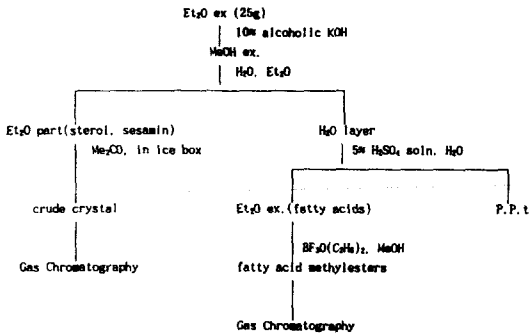 Et₂O ex (25g)
10% alcoholic KOH
MeOH ex.
H₂O, Et₂O
Et₂O part(sterol, sesamin)
H₂O layer
Me₂CO, in ice box
5% H₂SO₄ soln, H₂O
crude crystal
Et₂O ex.(fatty acids)
P.P.t
BF₃O(C₂H₅)₂, MeOH
Gas Chromatography
fatty acid methylesters
Gas Chromatography